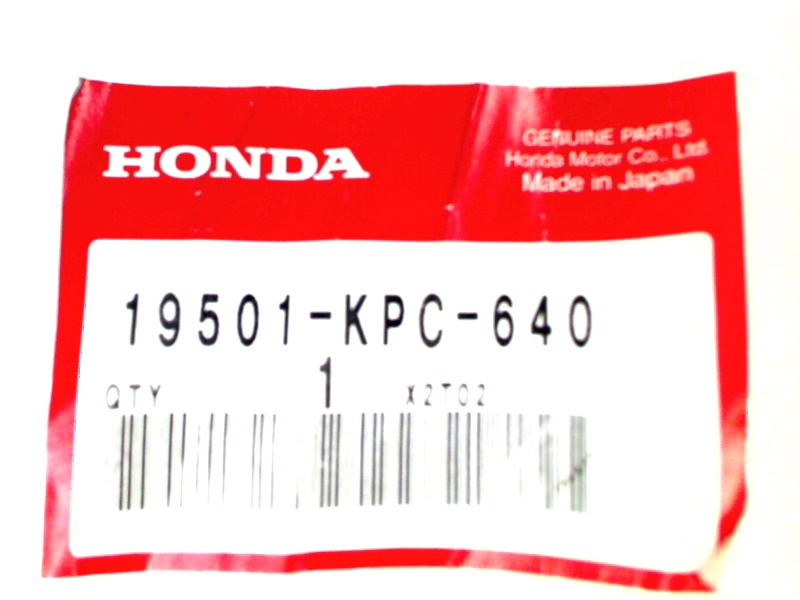 HONDA
GENUINE PARTS
Honda Motor Co., Ltd.
Made in Japan
19501-KPC-640
QTY 1 X2T02